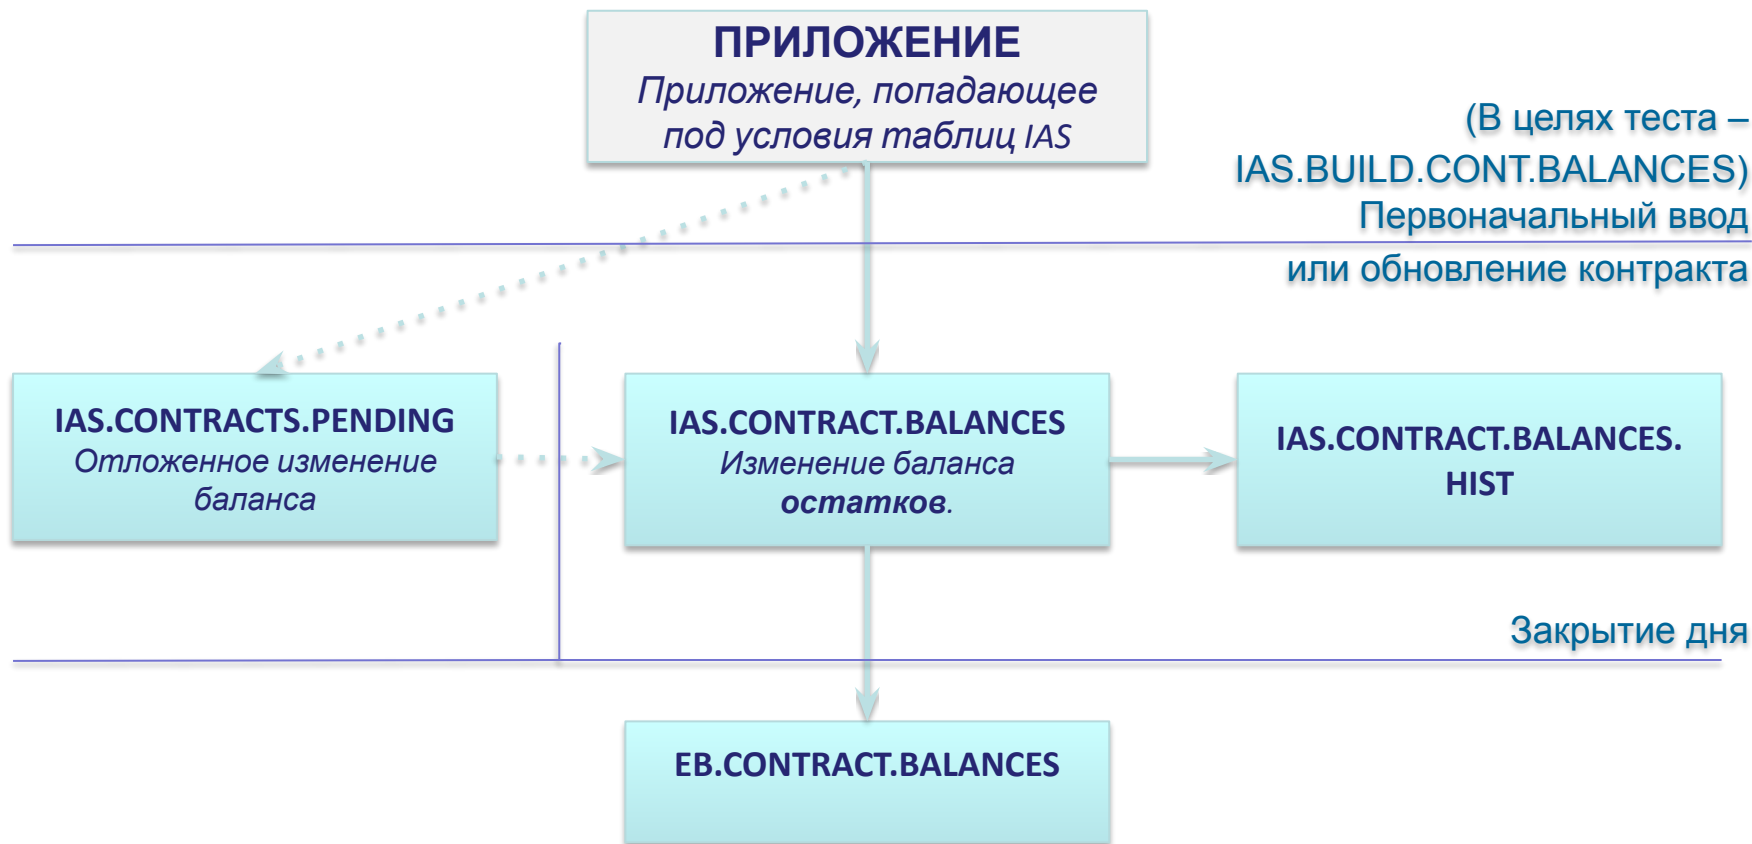 ПРИЛОЖЕНИЕ
Приложение, попадающее
под условия таблиц IAS
(В целях теста –
IAS.BUILD.CONT.BALANCES)
Первоначальный ввод
или обновление контракта
IAS.CONTRACTS.PENDING
Отложенное изменение
баланса
IAS.CONTRACT.BALANCES
Изменение баланса
остатков.
IAS.CONTRACT.BALANCES.
HIST
Закрытие дня
EB.CONTRACT.BALANCES